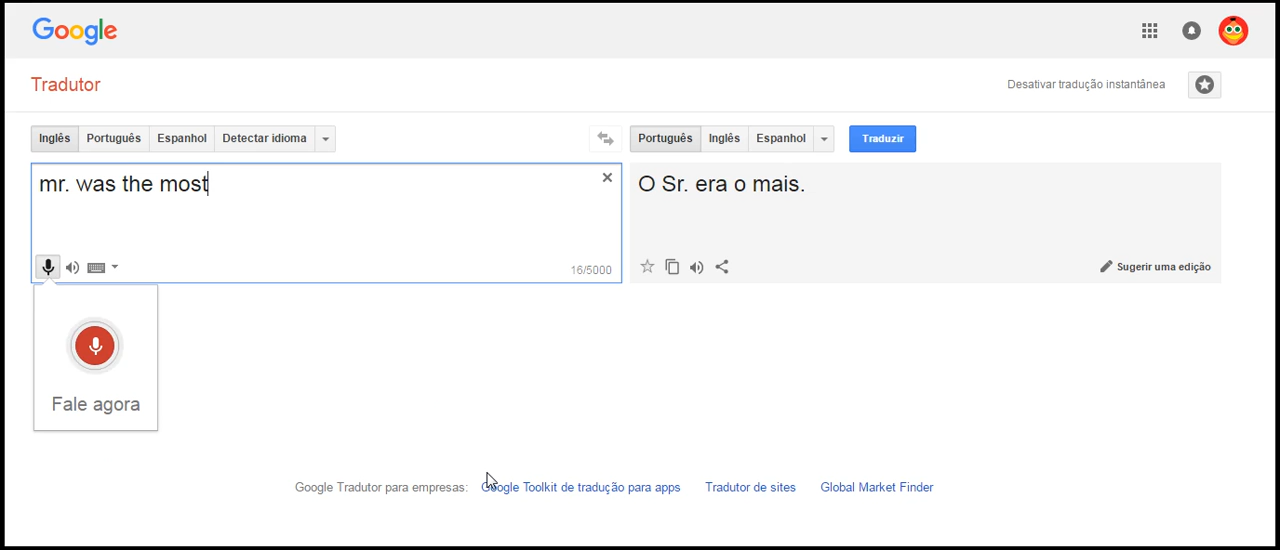 Google
Tradutor
Desativar tradução instantânea
Inglês Português Espanhol Detectar idioma
Português Inglês Espanhol
Traduzir
mr. was the most
16/5000
O Sr. era o mais.
Sugerir uma edição
Fale agora
Google Tradutor para empresas: Google Toolkit de tradução para apps Tradutor de sites Global Market Finder